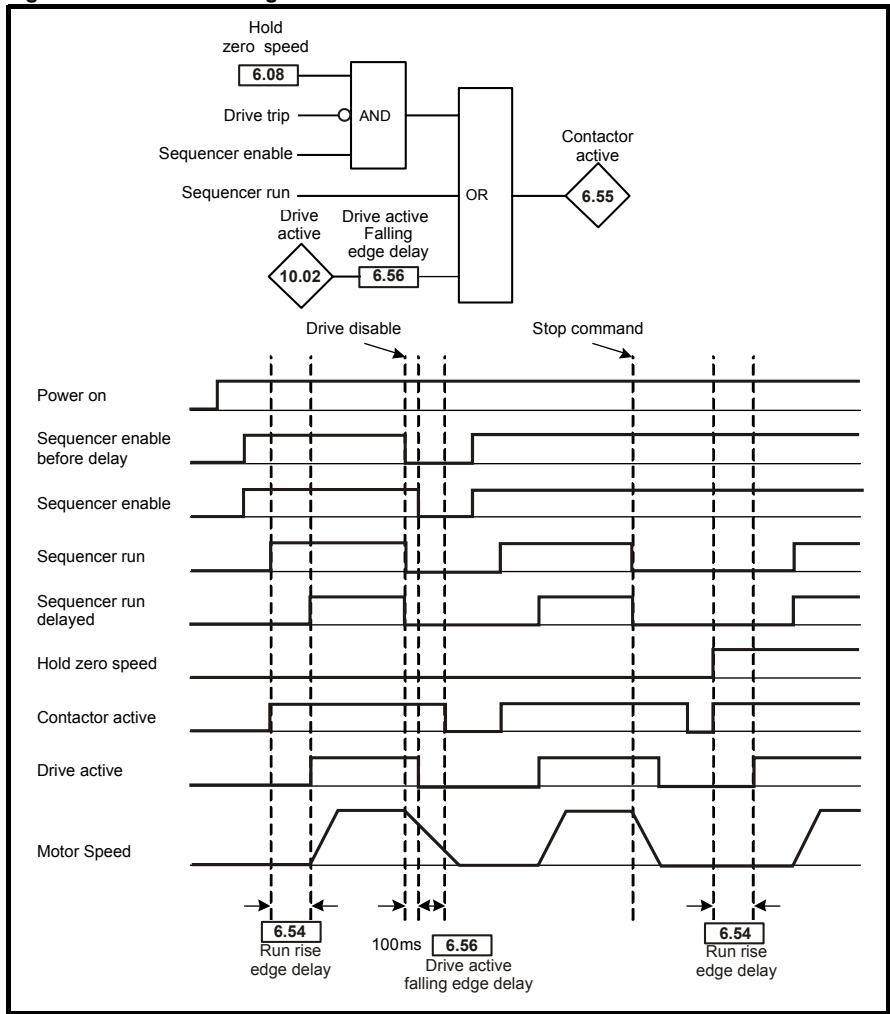 Hold
zero speed
6.08
Drive trip
AND
Sequencer enable
Contactor
active
Sequencer run
OR
6.55
Drive
active
Drive active
Falling
edge delay
10.02
6.56
Drive disable
Stop command
Power on
Sequencer enable
before delay
Sequencer enable
Sequencer run
Sequencer run
delayed
Hold zero speed
Contactor active
Drive active
Motor Speed
6.54
Run rise
edge delay
100ms
6.56
Drive active
falling edge delay
6.54
Run rise
edge delay